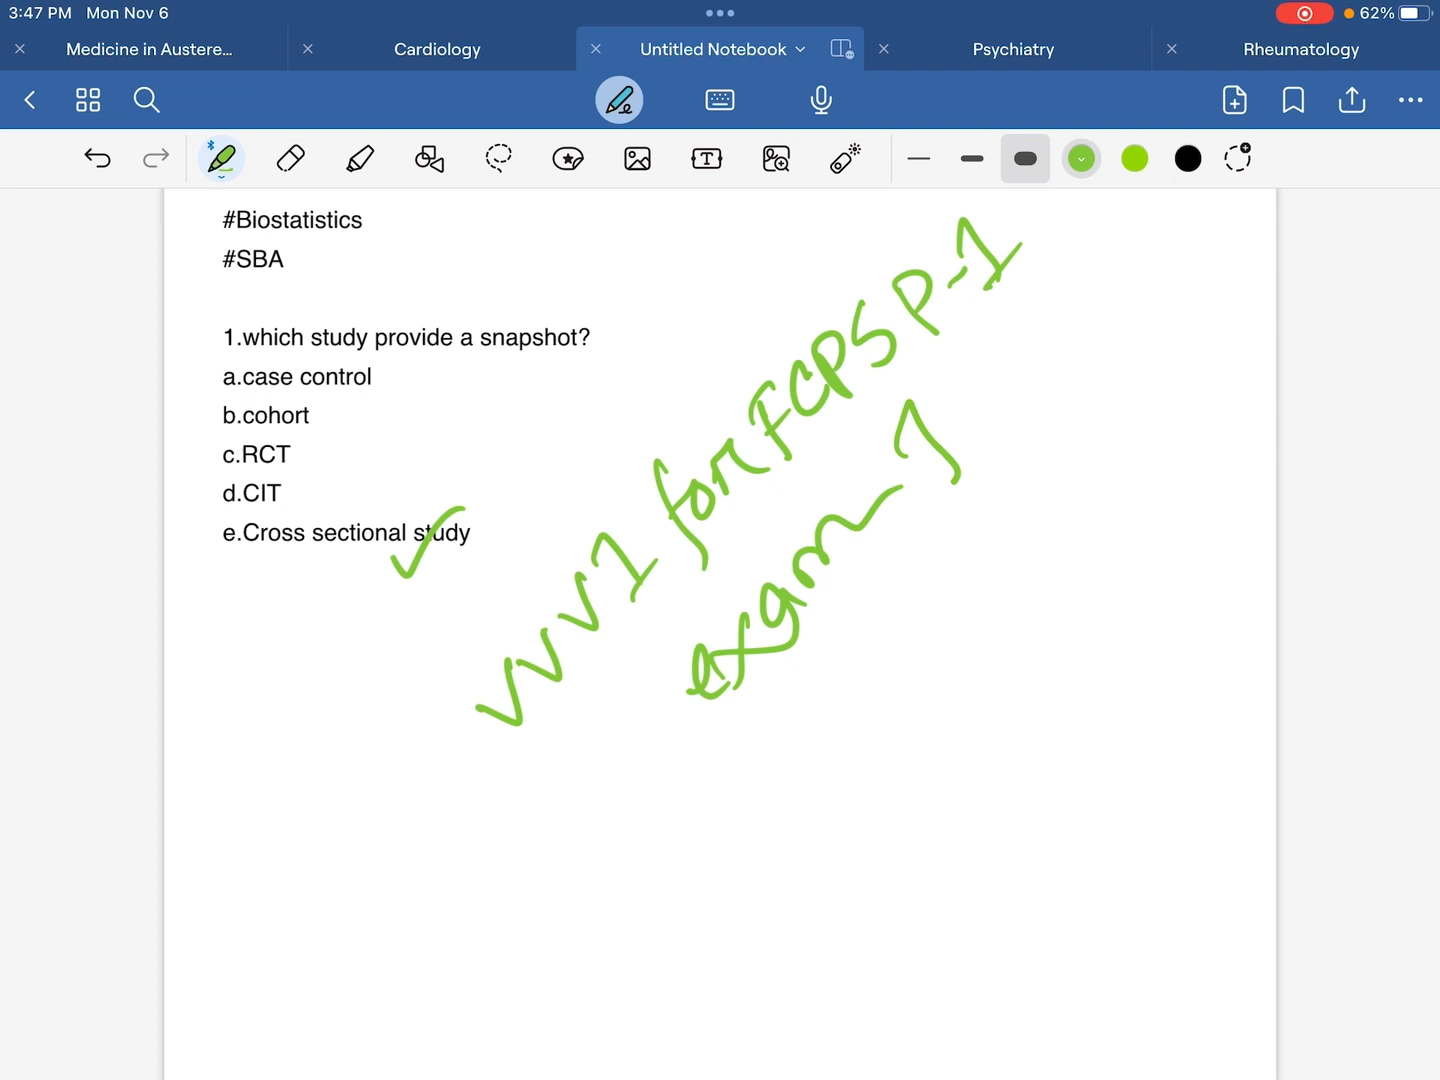 3:47 PM Mon Nov 6 62%
Medicine in Austere... Cardiology Untitled Notebook Psychiatry Rheumatology
#Biostatistics
#SBA
1.which study provide a snapshot?
a.case control
b.cohort
c.RCT
d.CIT
e.Cross sectional study
VVV1 for FCPS P-1
exam